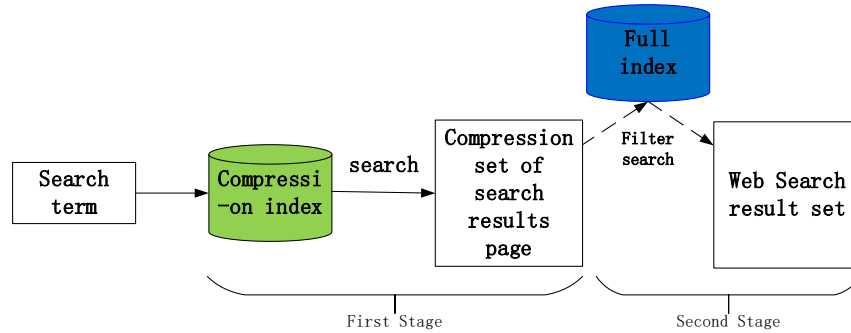 Search
term
Compressi
-on index
search
Compression
set of
search
results
page
Full
index
Filter
search
Web Search
result set
First Stage
Second Stage